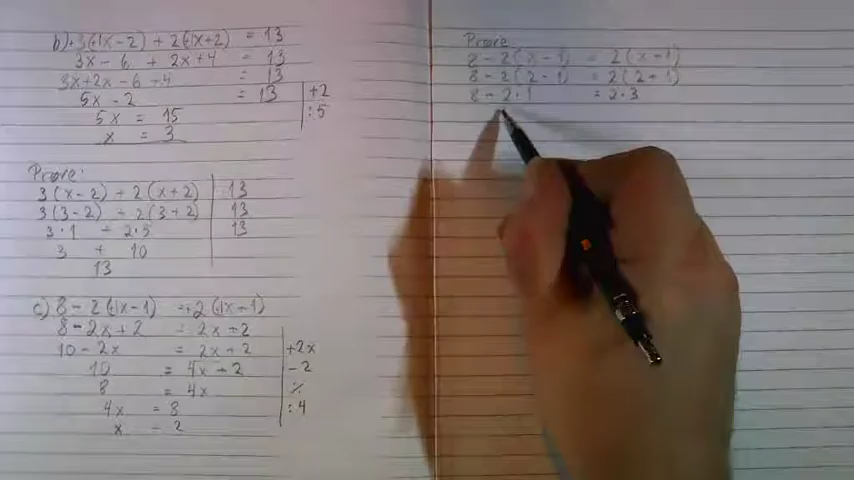 b) +3(+1x-2) + 2(+1x+2) = 13
3x - 6 + 2x + 4 = 13
3x + 2x - 6 + 4 = 13
5x - 2 = 13 | +2
5x = 15 | :5
x = 3
Prove:
3(x-2) + 2(x+2) | 13
3(3-2) + 2(3+2) | 13
3·1 + 2·5 | 13
3 + 10
13
c) 8 - 2(+1x-1) = +2(+1x+1)
8 - 2x + 2 = 2x + 2
10 - 2x = 2x + 2 | +2x
10 = 4x + 2 | -2
8 = 4x | %
4x = 8 | :4
x = 2
Prove
8 - 2(x-1) = 2(x+1)
8 - 2(2-1) = 2(2+1)
8 - 2·1 = 2·3